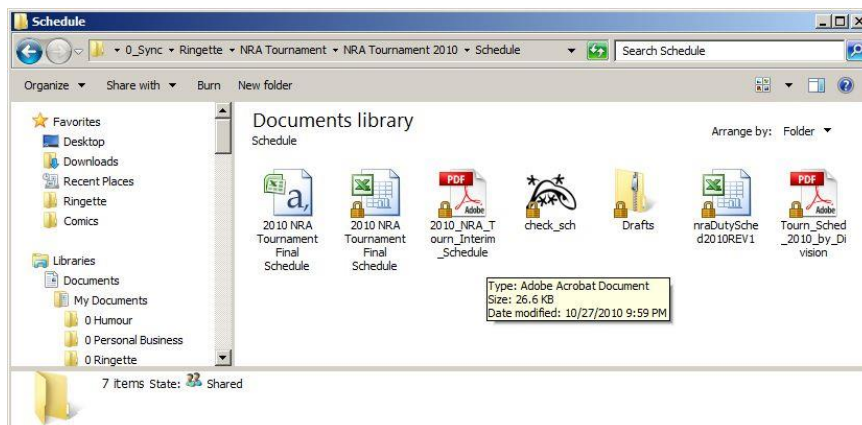 Schedule
0_Sync Ringette NRA Tournament NRA Tournament 2010 Schedule
Search Schedule
Organize Share with Burn New folder
Favorites
Desktop
Downloads
Recent Places
Ringette
Comics
Libraries
Documents
My Documents
0 Humour
0 Personal Business
0 Ringette
Documents library
Schedule
Arrange by: Folder
a,
2010 NRA
Tournament
Final
Schedule
2010 NRA
Tournament
Final
Schedule
PDF
Adobe
2010_NRA_T
ourn_Interim
_Schedule
check_sch
Drafts
nraDutySche
d2010REV1
PDF
Adobe
Tourn_Sched
_2010_by_Di
vision
Type: Adobe Acrobat Document
Size: 26.6 KB
Date modified: 10/27/2010 9:59 PM
7 items State: Shared